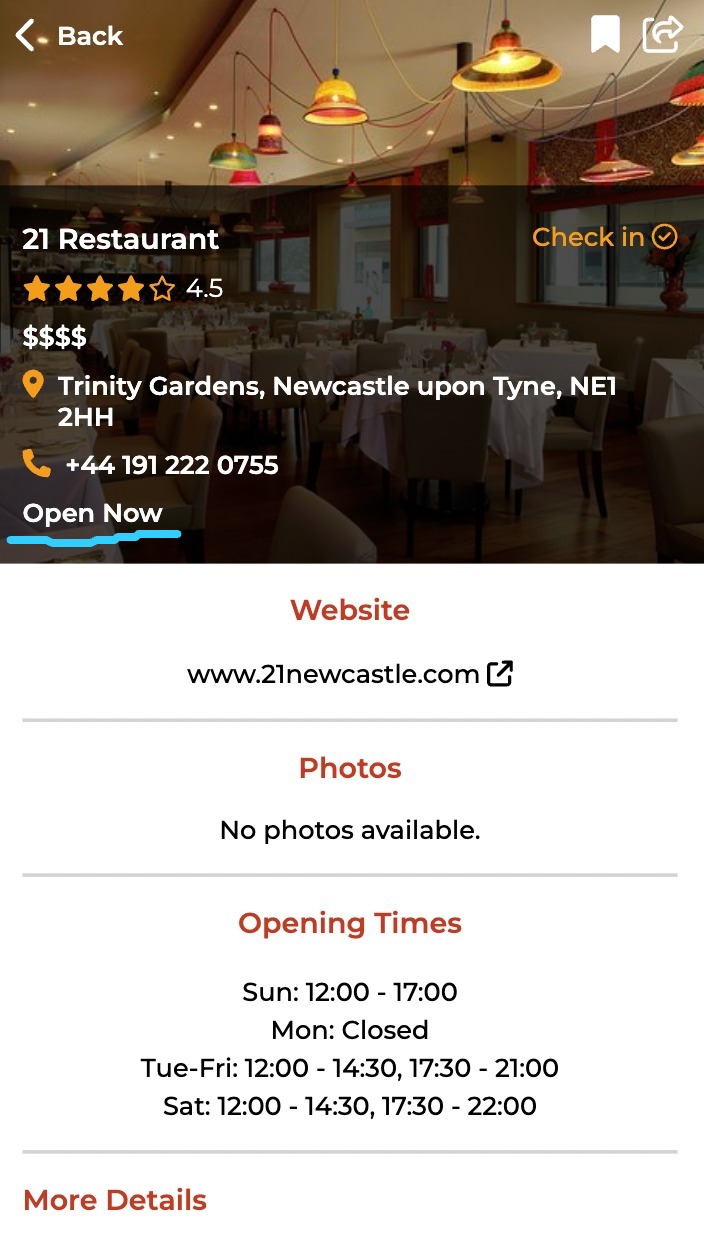 Back
21 Restaurant
Check in
4.5
$$$$
Trinity Gardens, Newcastle upon Tyne, NE1
2HH
+44 191 222 0755
Open Now
Website
www.21newcastle.com
Photos
No photos available.
Opening Times
Sun: 12:00 - 17:00
Mon: Closed
Tue-Fri: 12:00 - 14:30, 17:30 - 21:00
Sat: 12:00 - 14:30, 17:30 - 22:00
More Details